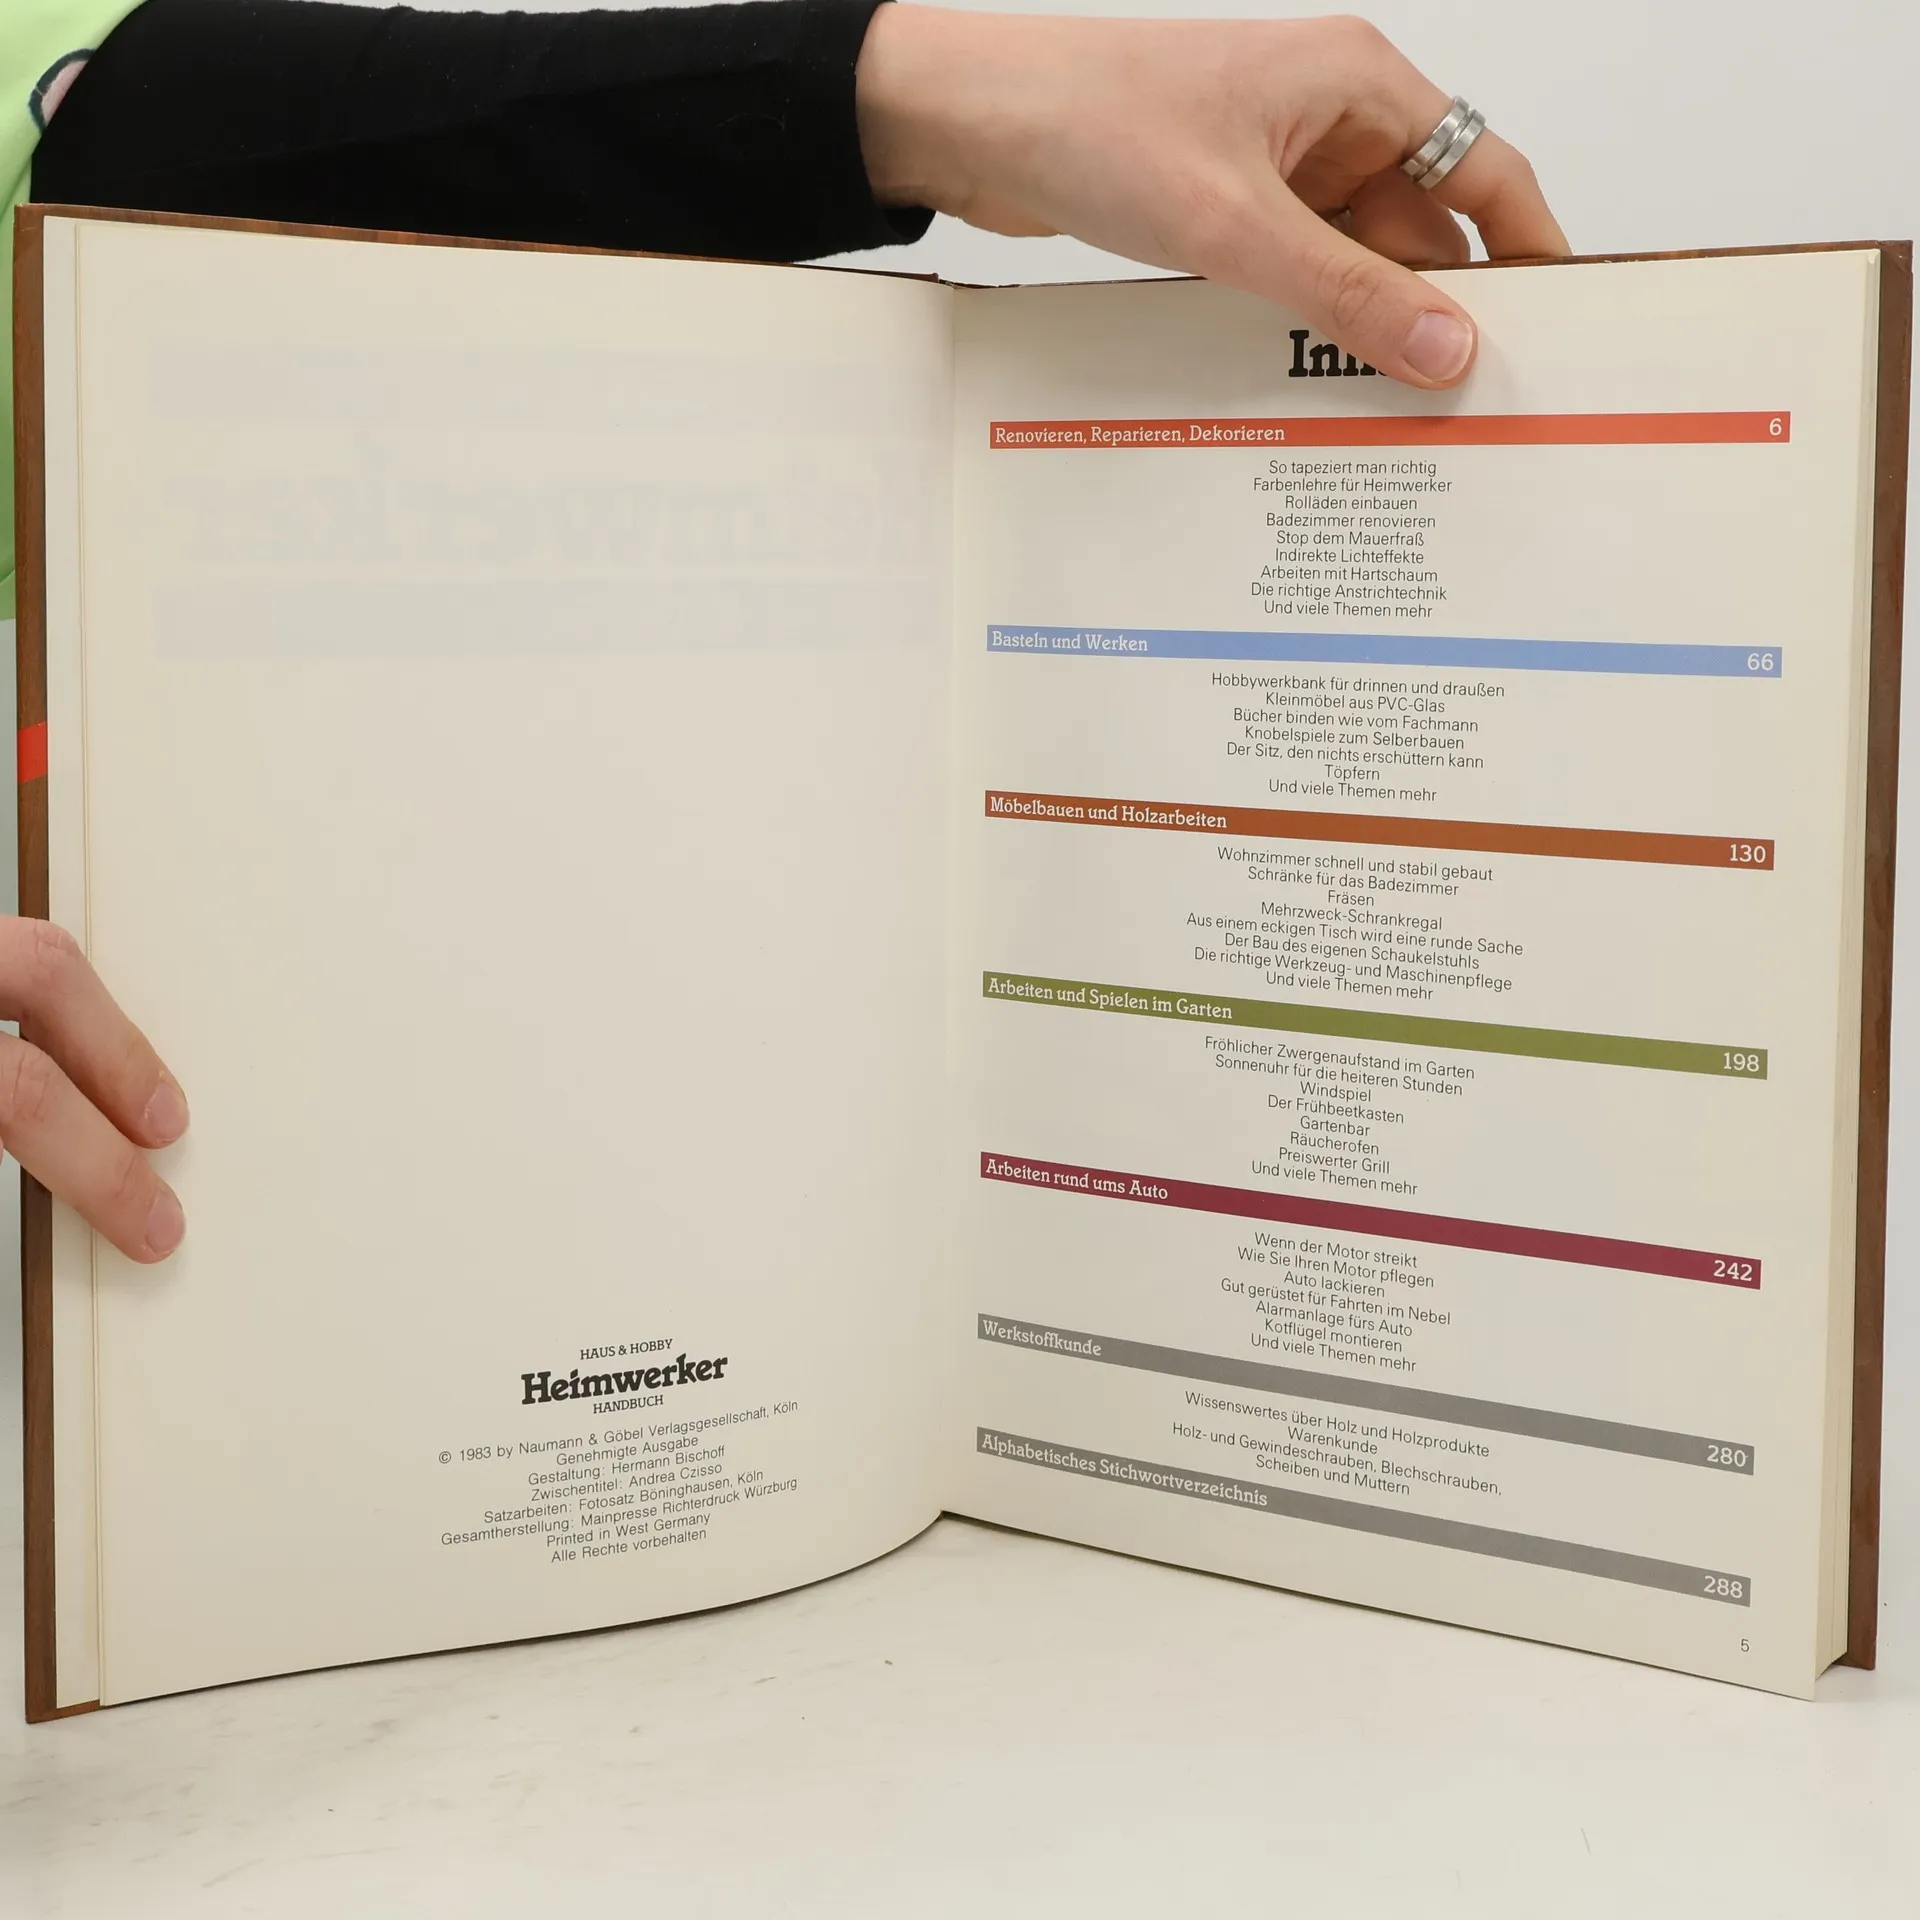 HAUS & HOBBY
Heimwerker
HANDBUCH
© 1983 by Naumann & Göbel Verlagsgesellschaft, Köln
Genehmigte Ausgabe
Gestaltung: Hermann Bischoff
Zwischentitel: Andrea Czisso
Satzarbeiten: Fotosatz Böninghausen, Köln
Gesamtherstellung: Mainpresse Richterdruck Würzburg
Printed in West Germany
Alle Rechte vorbehalten
Renovieren, Reparieren, Dekorieren 6
So tapeziert man richtig
Farbenlehre für Heimwerker
Rolläden einbauen
Badezimmer renovieren
Stop dem Mauerfraß
Indirekte Lichteffekte
Arbeiten mit Hartschaum
Die richtige Anstrichtechnik
Und viele Themen mehr
Basteln und Werken 66
Hobbywerkbank für drinnen und draußen
Kleinmöbel aus PVC-Glas
Bücher binden wie vom Fachmann
Knobelspiele zum Selberbauen
Der Sitz, den nichts erschüttern kann
Töpfern
Und viele Themen mehr
Möbelbauen und Holzarbeiten 130
Wohnzimmer schnell und stabil gebaut
Schränke für das Badezimmer
Fräsen
Mehrzweck-Schrankregal
Aus einem eckigen Tisch wird eine runde Sache
Der Bau des eigenen Schaukelstuhls
Die richtige Werkzeug- und Maschinenpflege
Und viele Themen mehr
Arbeiten und Spielen im Garten 198
Fröhlicher Zwergenaufstand im Garten
Sonnenuhr für die heiteren Stunden
Windspiel
Der Frühbeetkasten
Gartenbar
Räucherofen
Preiswerter Grill
Und viele Themen mehr
Arbeiten rund ums Auto 242
Wenn der Motor streikt
Wie Sie Ihren Motor pflegen
Auto lackieren
Gut gerüstet für Fahrten im Nebel
Alarmanlage fürs Auto
Kotflügel montieren
Und viele Themen mehr
Werkstoffkunde 280
Wissenswertes über Holz und Holzprodukte
Warenkunde
Holz- und Gewindeschrauben, Blechschrauben,
Scheiben und Muttern
Alphabetisches Stichwortverzeichnis 288
5